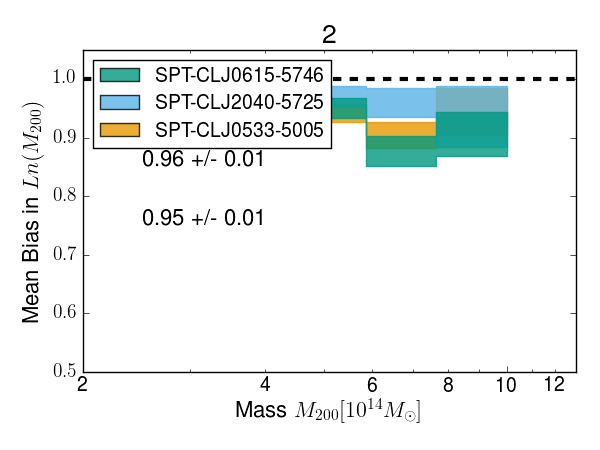 2
SPT-CLJ0615-5746
SPT-CLJ2040-5725
SPT-CLJ0533-5005
0.96 +/- 0.01
0.95 +/- 0.01
Mean Bias in Ln(M200)
1.0
0.9
0.8
0.7
0.6
0.5
2 4 6 8 10 12
Mass M200[10^14 M⊙]